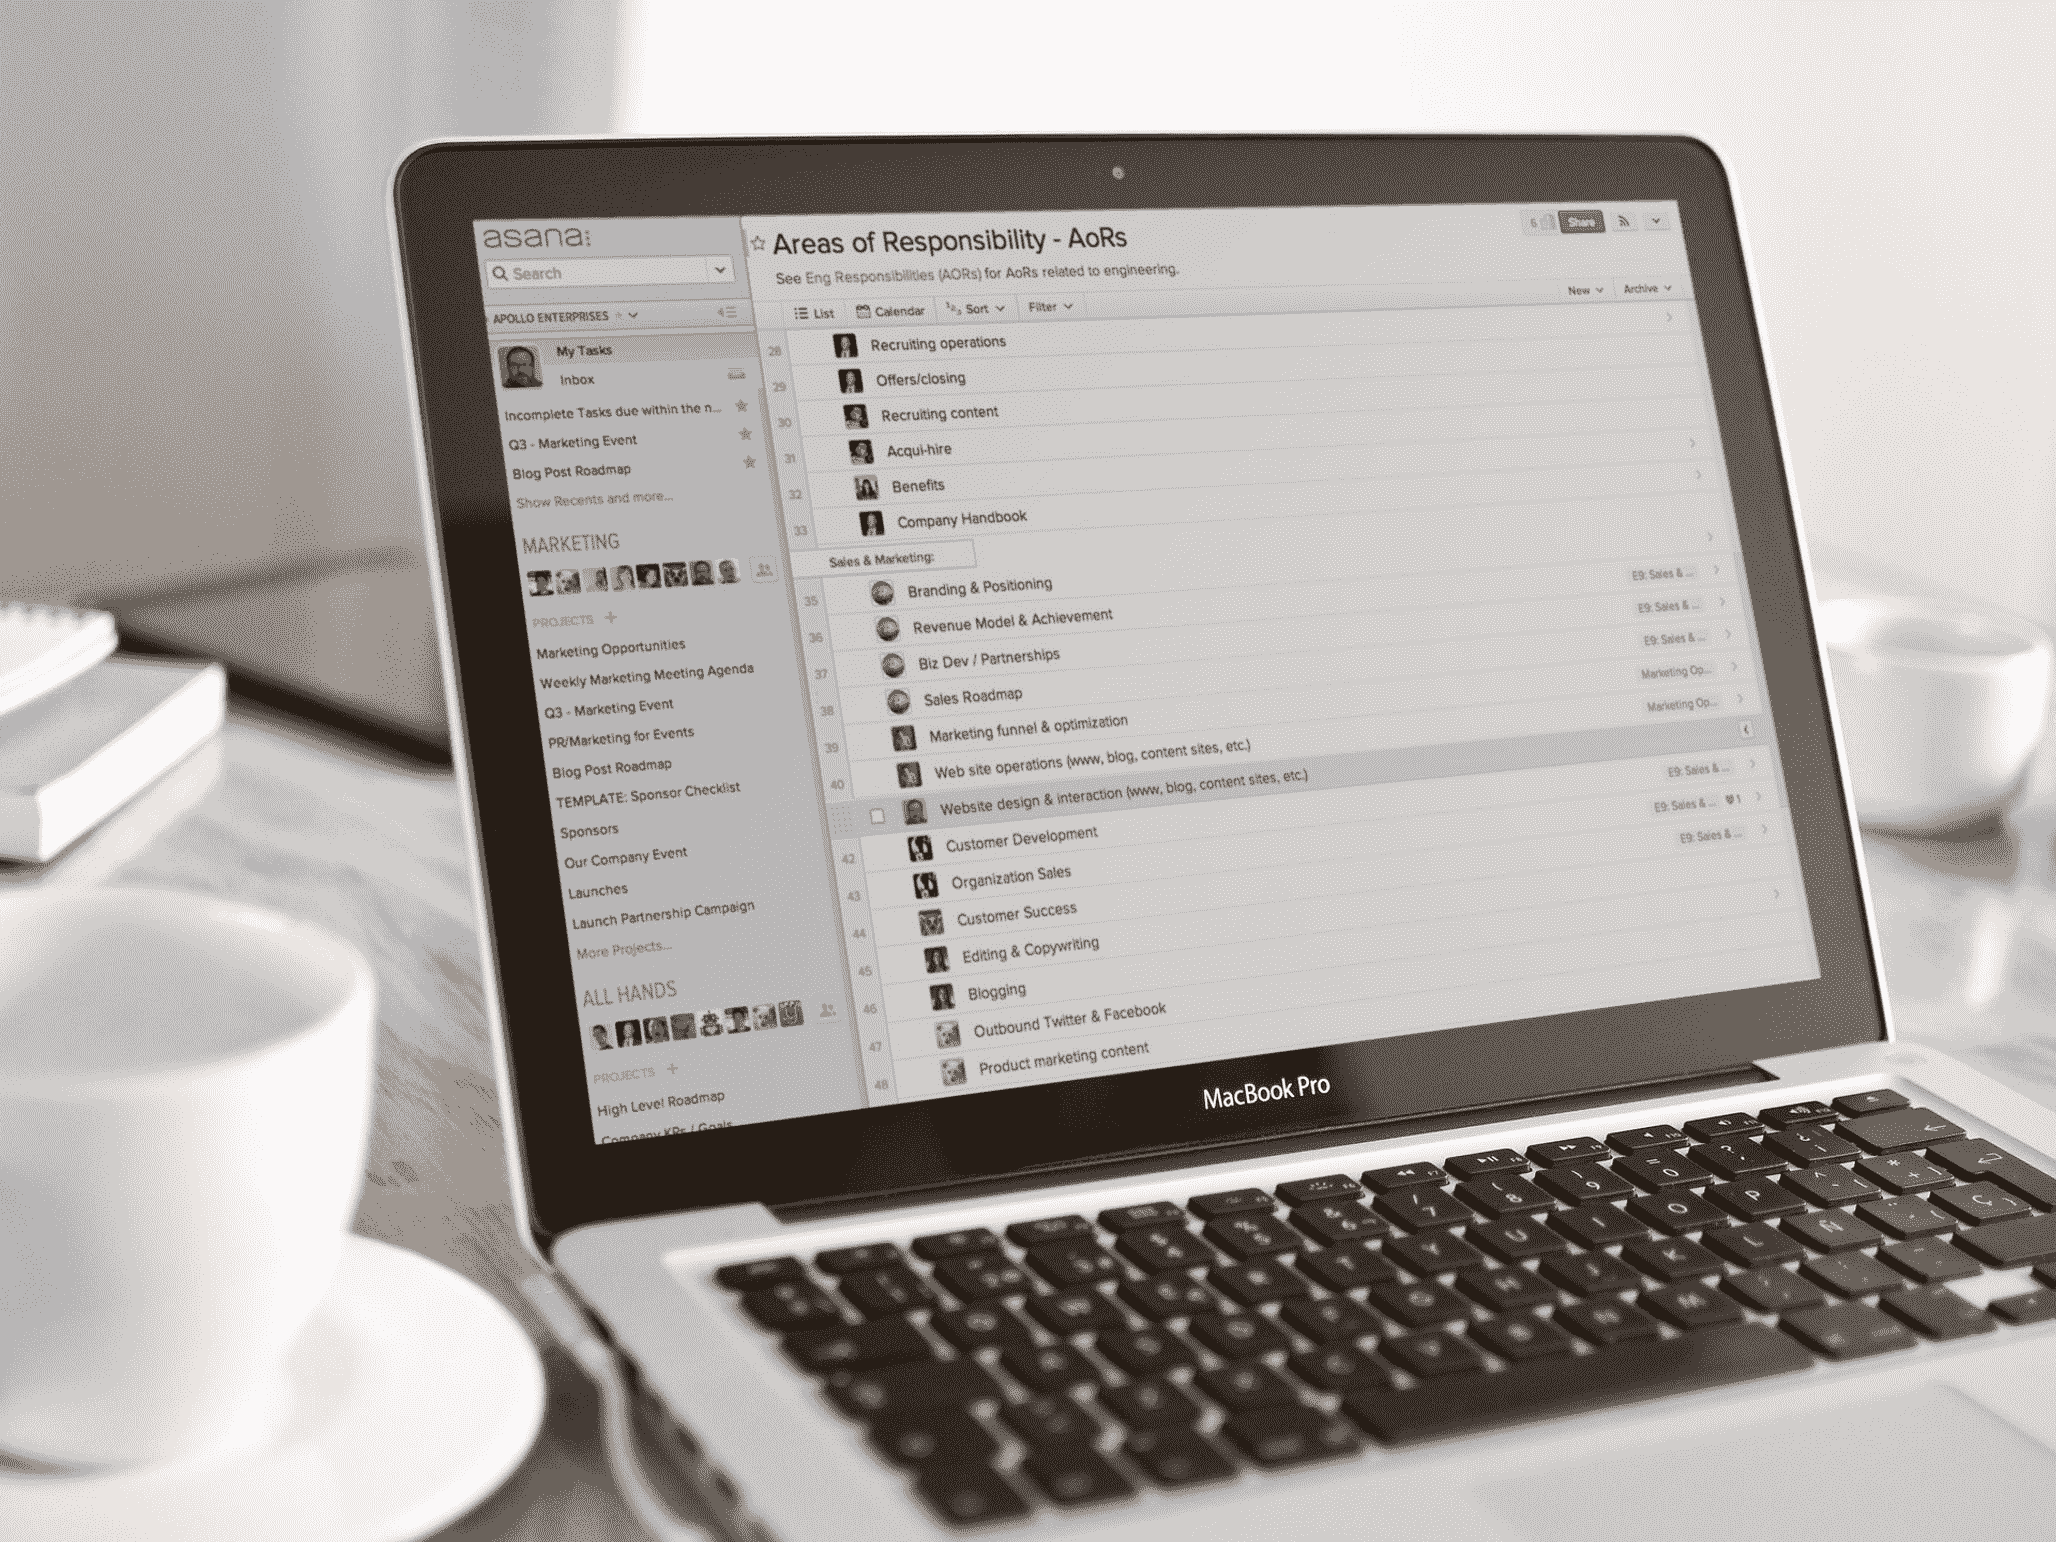 asana
Search
APOLLO ENTERPRISES
My Tasks
Inbox
Incomplete Tasks due within the n...
Q3 - Marketing Event
Blog Post Roadmap
Show Recents and more...
MARKETING
PROJECTS +
Marketing Opportunities
Weekly Marketing Meeting Agenda
Q3 - Marketing Event
PR/Marketing for Events
Blog Post Roadmap
TEMPLATE: Sponsor Checklist
Sponsors
Our Company Event
Launches
Launch Partnership Campaign
More Projects...
ALL HANDS
PROJECTS +
High Level Roadmap
Company KPs / Goals
Areas of Responsibility - AoRs
6 Share
See Eng Responsibilities (AORs) for AoRs related to engineering.
List Calendar Sort Filter New Archive
28 Recruiting operations
29 Offers/closing
30 Recruiting content
31 Acqui-hire
32 Benefits
33 Company Handbook
Sales & Marketing:
35 Branding & Positioning E9: Sales & ...
36 Revenue Model & Achievement E9: Sales & ...
37 Biz Dev / Partnerships E9: Sales & ...
38 Sales Roadmap Marketing Op...
39 Marketing funnel & optimization Marketing Op...
40 Web site operations (www, blog, content sites, etc.)
Website design & interaction (www, blog, content sites, etc.) E9: Sales & ...
42 Customer Development E9: Sales & ... 1
43 Organization Sales E9: Sales & ...
44 Customer Success
45 Editing & Copywriting
46 Blogging
47 Outbound Twitter & Facebook
48 Product marketing content
MacBook Pro